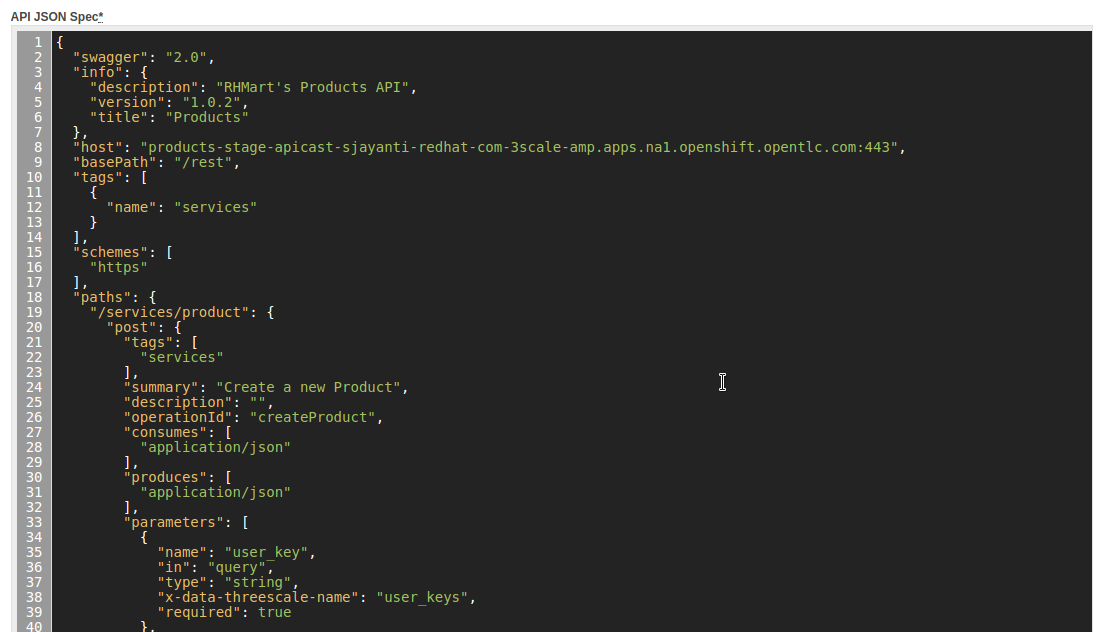 API JSON Spec*
1 {
2   "swagger": "2.0",
3   "info": {
4     "description": "RHMart's Products API",
5     "version": "1.0.2",
6     "title": "Products"
7   },
8   "host": "products-stage-apicast-sjayanti-redhat-com-3scale-amp.apps.na1.openshift.opentlc.com:443",
9   "basePath": "/rest",
10   "tags": [
11     {
12       "name": "services"
13     }
14   ],
15   "schemes": [
16     "https"
17   ],
18   "paths": {
19     "/services/product": {
20       "post": {
21         "tags": [
22           "services"
23         ],
24         "summary": "Create a new Product",
25         "description": "",
26         "operationId": "createProduct",
27         "consumes": [
28           "application/json"
29         ],
30         "produces": [
31           "application/json"
32         ],
33         "parameters": [
34           {
35             "name": "user_key",
36             "in": "query",
37             "type": "string",
38             "x-data-threescale-name": "user_keys",
39             "required": true
40           },